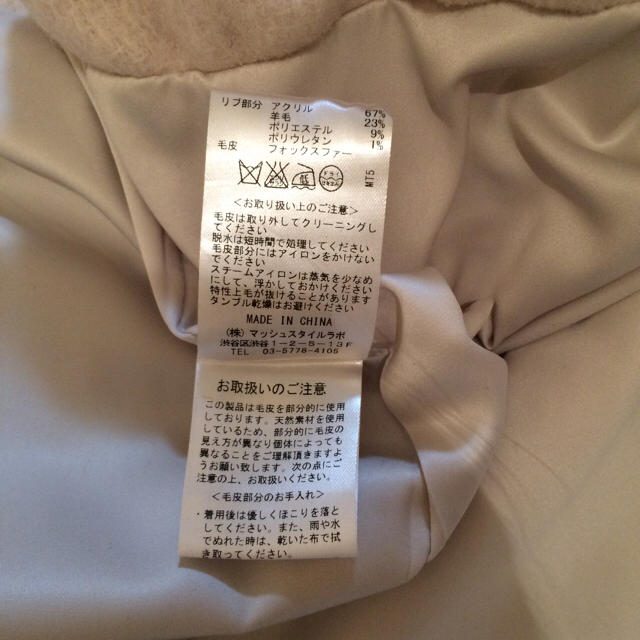 リブ部分 アクリル 67%
羊毛 23%
ポリエステル 9%
ポリウレタン 1%
毛皮 フォックスファー
MT5
<お取り扱い上のご注意>
毛皮は取り外してクリーニングし
てください
脱水は短時間で処理してください
毛皮部分にはアイロンをかけない
でください
スチームアイロンは蒸気を少なめ
にして、浮かしておかけください
特性上毛が抜けることがあります
タンブル乾燥はお避けください
MADE IN CHINA
(株)マッシュスタイルラボ
渋谷区渋谷1-2-5-13F
TEL 03-5778-4105
お取扱いのご注意
この製品は毛皮を部分的に使用
しております。天然素材を使用
しているため、部分的に毛皮の
見え方が異なり個体によっても
異なることをご理解頂きますよ
うお願い致します。次の点にご
注意の上、お取扱いください。
<毛皮部分のお手入れ>
・着用後は優しくほこりを落と
してください。また、雨や水
でぬれた時は、乾いた布で拭
き取ってください。